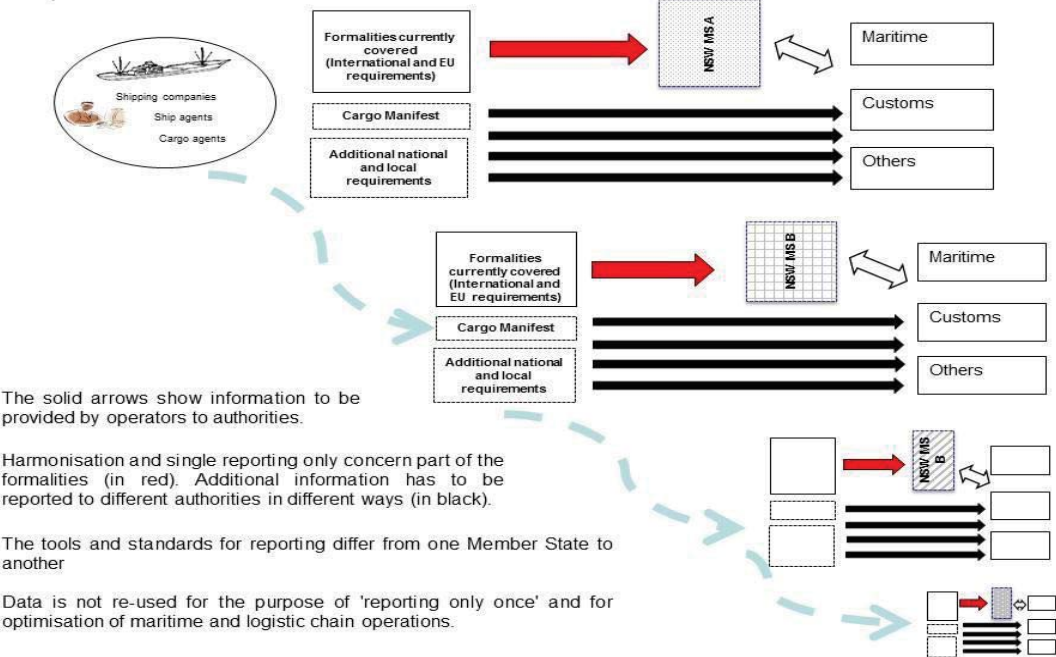 Shipping companies
Ship agents
Cargo agents
Formalities currently
covered
(International and EU
requirements)
Cargo Manifest
Additional national
and local
requirements
NSW MSA
Maritime
Customs
Others
Formalities
currently covered
(International and
EU requirements)
Cargo Manifest
Additional national
and local
requirements
NSW MS B
Maritime
Customs
Others
The solid arrows show information to be
provided by operators to authorities.
Harmonisation and single reporting only concern part of the
formalities (in red). Additional information has to be
reported to different authorities in different ways (in black).
The tools and standards for reporting differ from one Member State to
another
Data is not re-used for the purpose of 'reporting only once' and for
optimisation of maritime and logistic chain operations.
NSW MS
B